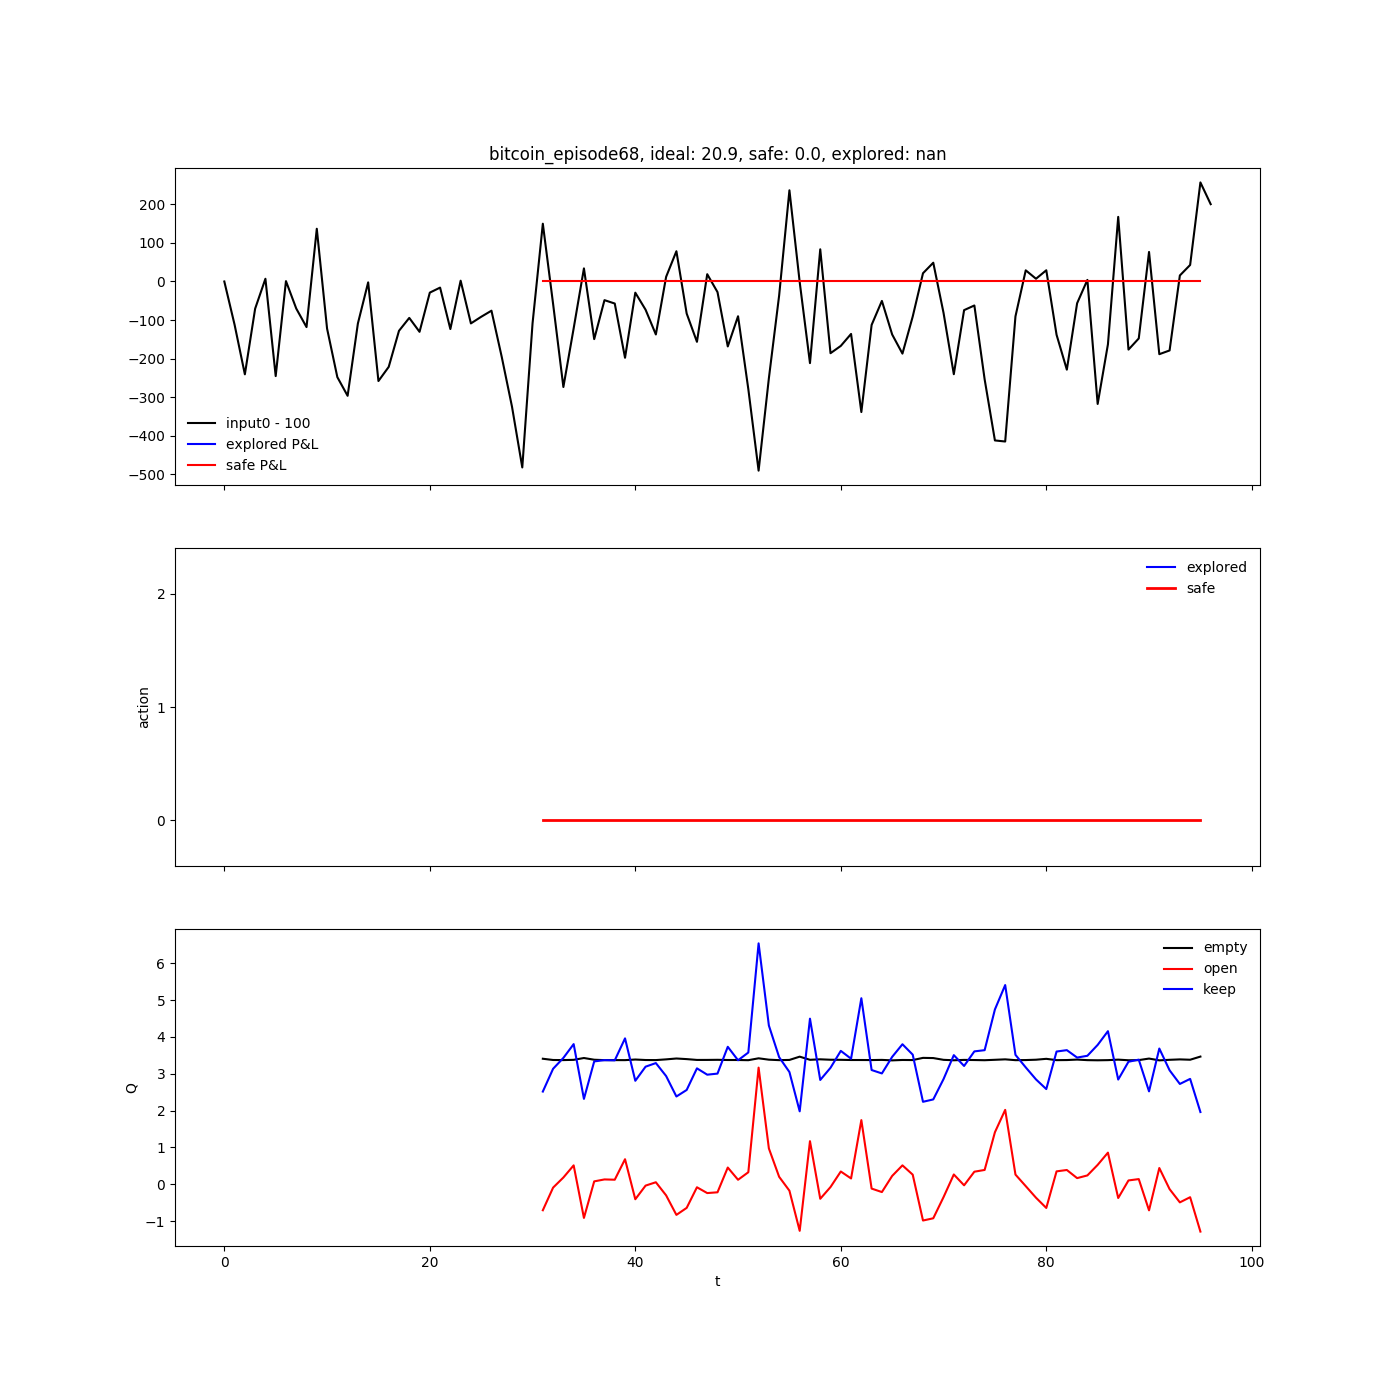 bitcoin_episode68, ideal: 20.9, safe: 0.0, explored: nan
200
100
0
−100
−200
−300
−400
−500
input0 - 100
explored P&L
safe P&L
action
2
1
0
explored
safe
Q
6
5
4
3
2
1
0
−1
empty
open
keep
0 20 40 60 80 100
t